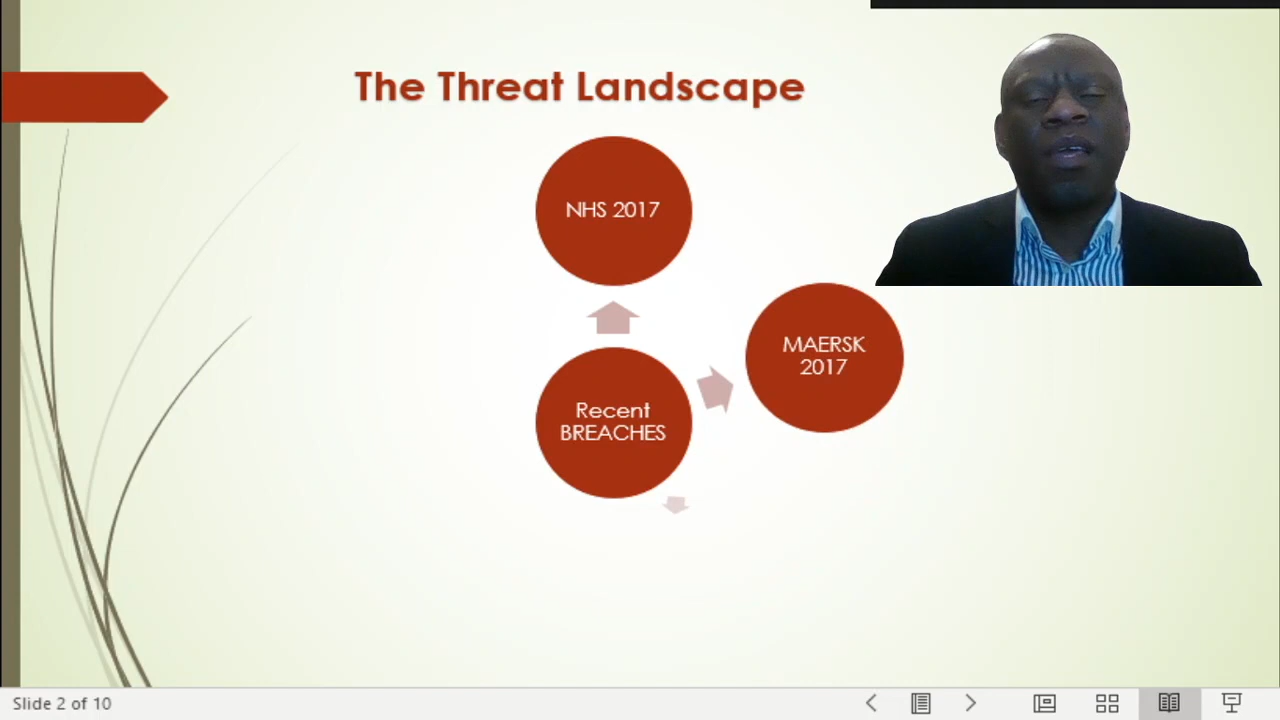 The Threat Landscape
NHS 2017
MAERSK
2017
Recent
BREACHES
Slide 2 of 10